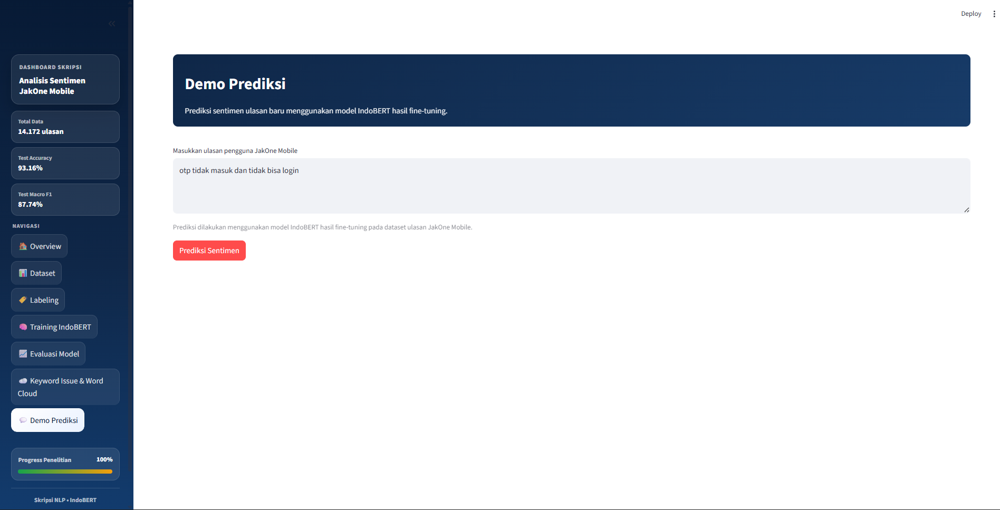 Deploy
DASHBOARD SKRIPSI
Analisis Sentimen
JakOne Mobile
Total Data
14.172 ulasan
Test Accuracy
93.16%
Test Macro F1
87.74%
NAVIGASI
Overview
Dataset
Labeling
Training IndoBERT
Evaluasi Model
Keyword Issue & Word
Cloud
Demo Prediksi
Progress Penelitian 100%
Skripsi NLP • IndoBERT
Demo Prediksi
Prediksi sentimen ulasan baru menggunakan model IndoBERT hasil fine-tuning.
Masukkan ulasan pengguna JakOne Mobile
otp tidak masuk dan tidak bisa login
Prediksi dilakukan menggunakan model IndoBERT hasil fine-tuning pada dataset ulasan JakOne Mobile.
Prediksi Sentimen